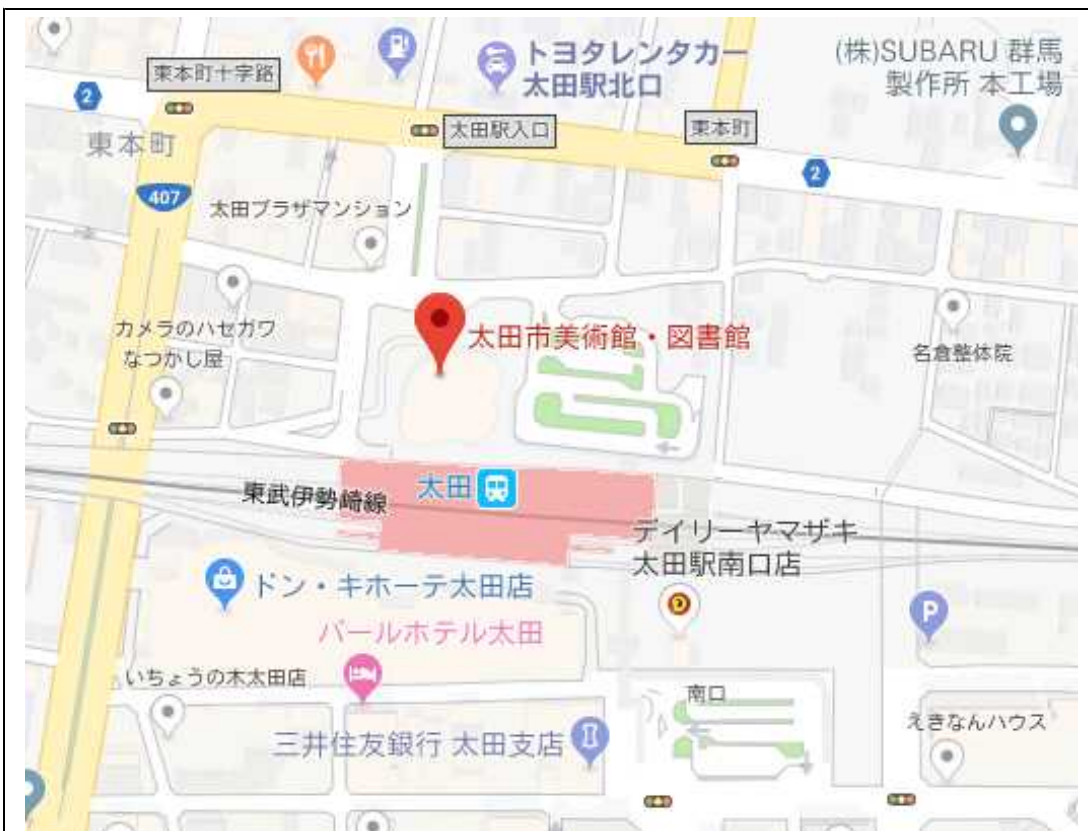 トヨタレンタカー
太田駅北口
(株)SUBARU 群馬
製作所 本工場
東本町十字路
2
太田駅入口
東本町
東本町
2
407
太田プラザマンション
カメラのハセガワ
なつかし屋
太田市美術館・図書館
名倉整体院
太田
東武伊勢崎線
デイリーヤマザキ
太田駅南口店
ドン・キホーテ太田店
P
パールホテル太田
いちょうの木太田店
南口
三井住友銀行 太田支店
えきなんハウス